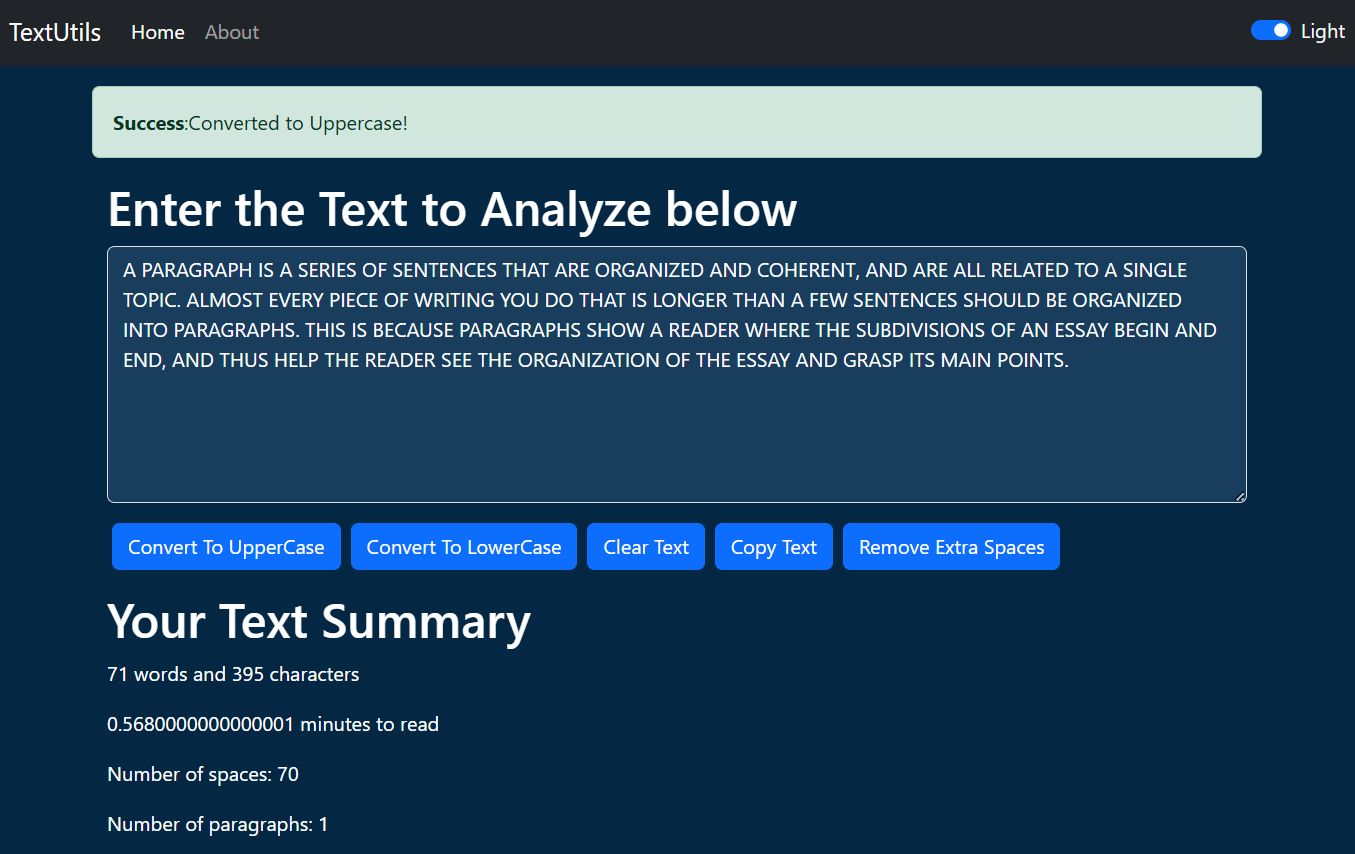 TextUtils Home About Light
Success:Converted to Uppercase!
Enter the Text to Analyze below
A PARAGRAPH IS A SERIES OF SENTENCES THAT ARE ORGANIZED AND COHERENT, AND ARE ALL RELATED TO A SINGLE
TOPIC. ALMOST EVERY PIECE OF WRITING YOU DO THAT IS LONGER THAN A FEW SENTENCES SHOULD BE ORGANIZED
INTO PARAGRAPHS. THIS IS BECAUSE PARAGRAPHS SHOW A READER WHERE THE SUBDIVISIONS OF AN ESSAY BEGIN AND
END, AND THUS HELP THE READER SEE THE ORGANIZATION OF THE ESSAY AND GRASP ITS MAIN POINTS.
Convert To UpperCase Convert To LowerCase Clear Text Copy Text Remove Extra Spaces
Your Text Summary
71 words and 395 characters
0.5680000000000001 minutes to read
Number of spaces: 70
Number of paragraphs: 1